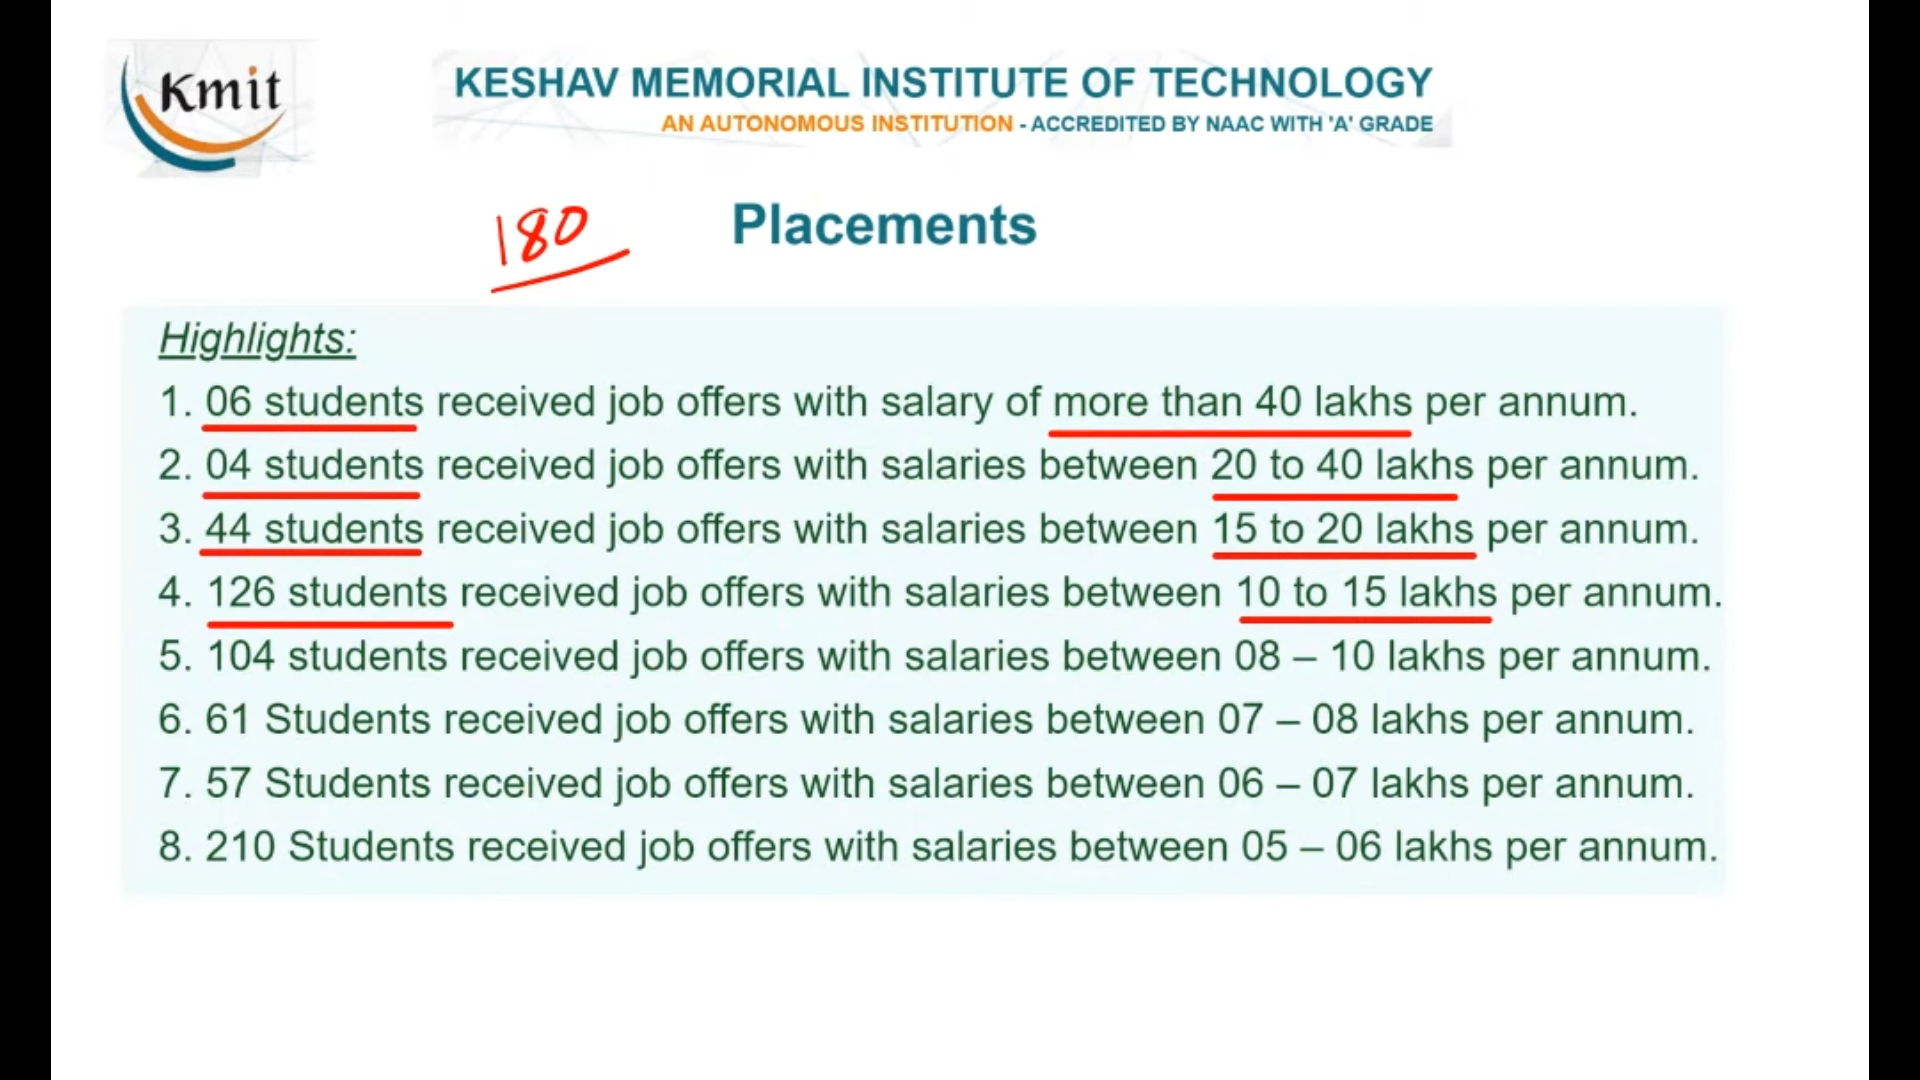 Kmit
KESHAV MEMORIAL INSTITUTE OF TECHNOLOGY
AN AUTONOMOUS INSTITUTION - ACCREDITED BY NAAC WITH 'A' GRADE
180
Placements
Highlights:
1. 06 students received job offers with salary of more than 40 lakhs per annum.
2. 04 students received job offers with salaries between 20 to 40 lakhs per annum.
3. 44 students received job offers with salaries between 15 to 20 lakhs per annum.
4. 126 students received job offers with salaries between 10 to 15 lakhs per annum.
5. 104 students received job offers with salaries between 08 – 10 lakhs per annum.
6. 61 Students received job offers with salaries between 07 – 08 lakhs per annum.
7. 57 Students received job offers with salaries between 06 – 07 lakhs per annum.
8. 210 Students received job offers with salaries between 05 – 06 lakhs per annum.